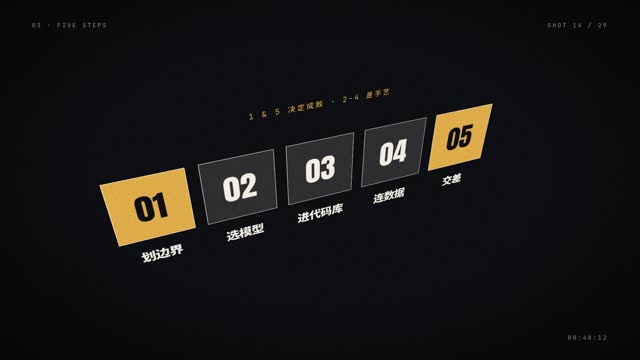 03 · FIVE STEPS
SHOT 14 / 29
1 & 5 决定成败 · 2-4 是手艺
01
02
03
04
05
划边界
选模型
进代码库
连数据
交差
00:40:12